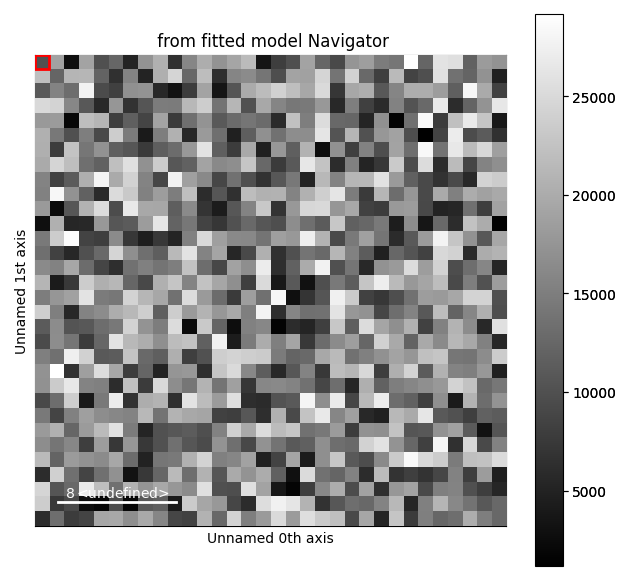 from fitted model Navigator
25000
20000
15000
10000
5000
Unnamed 1st axis
8 <undefined>
Unnamed 0th axis